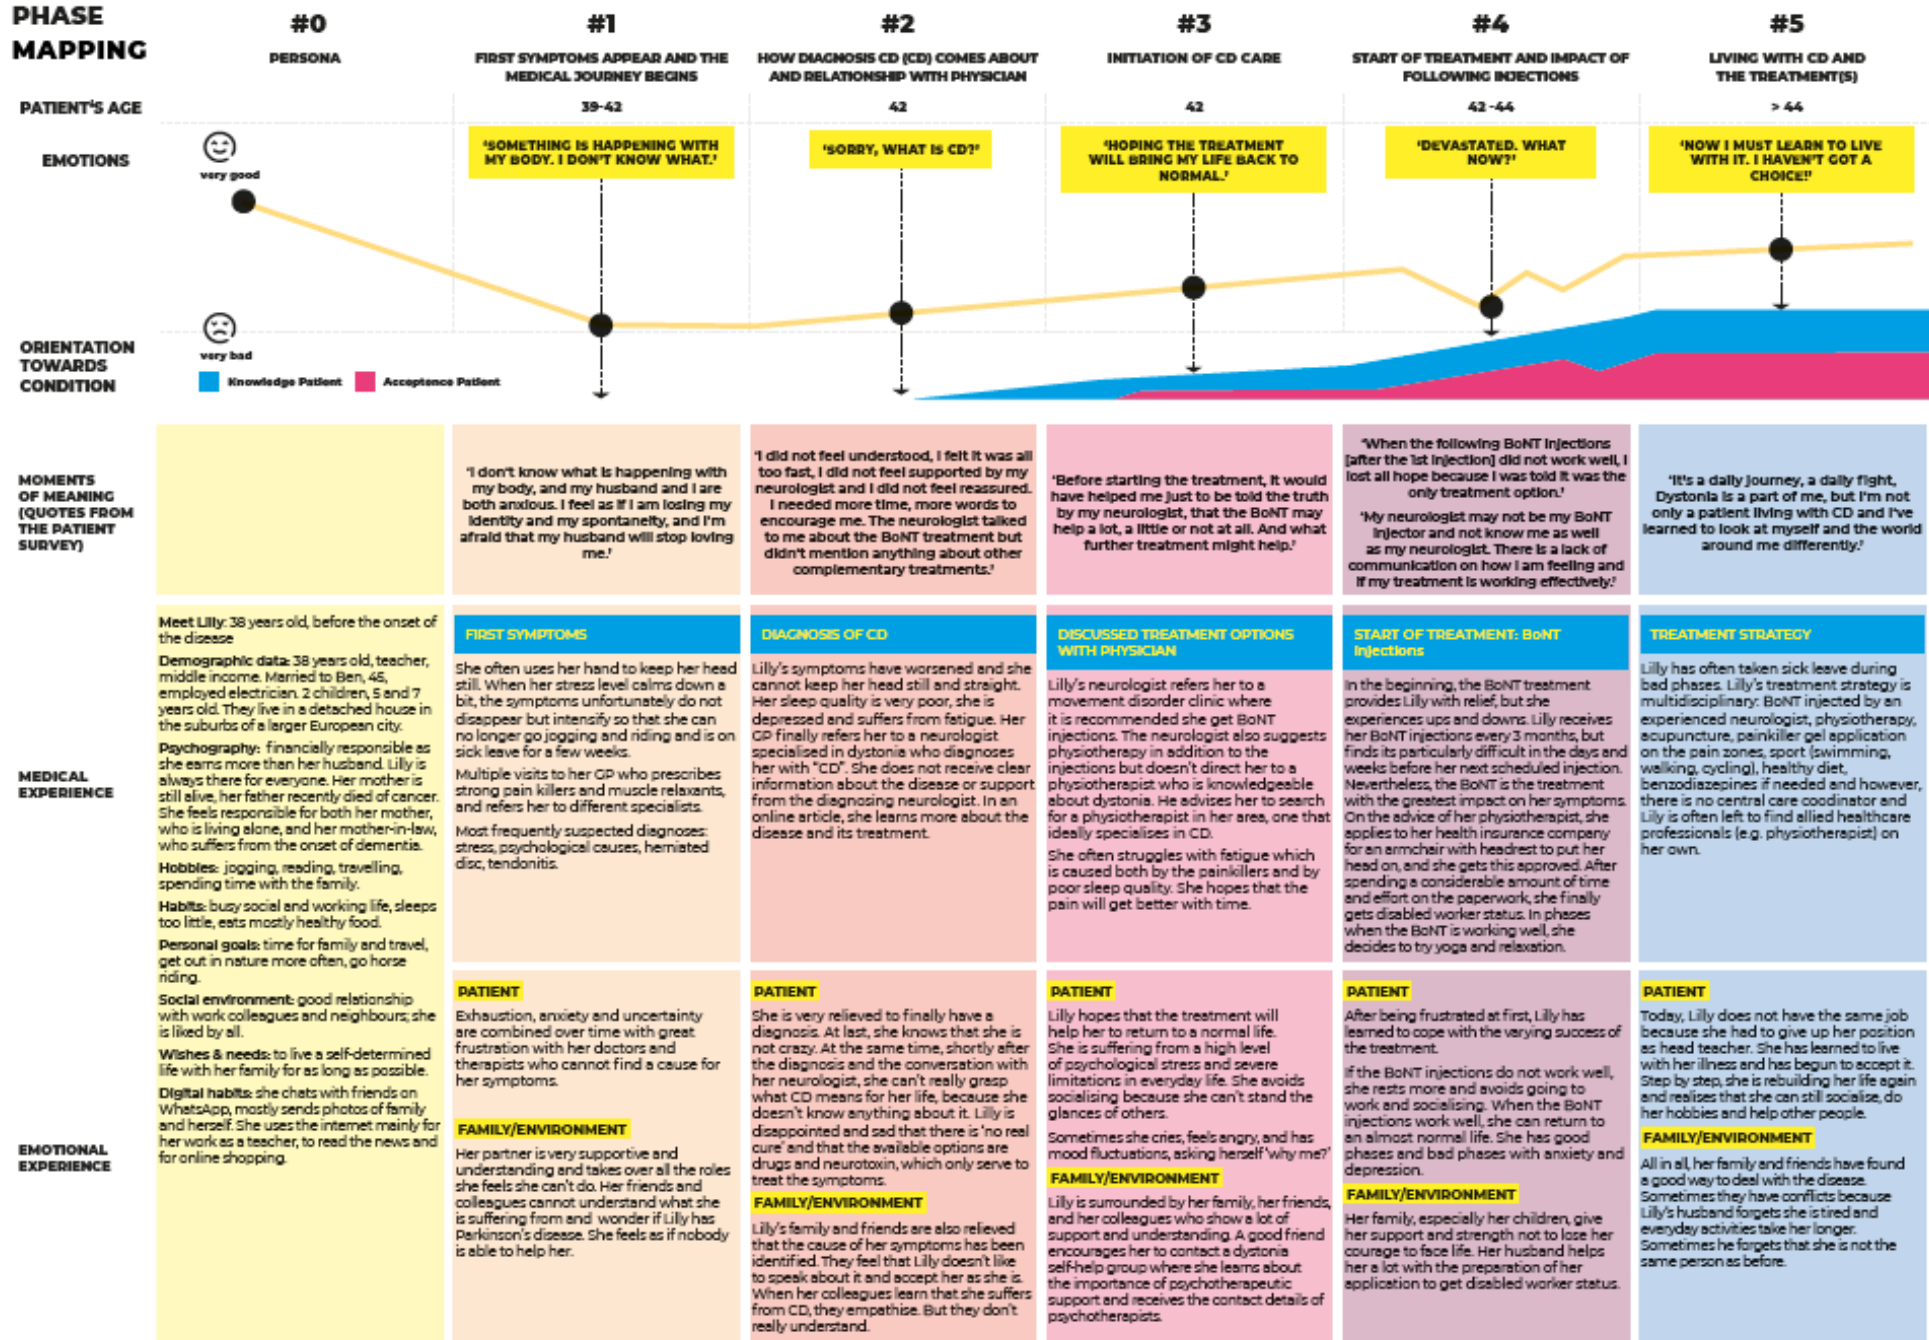 PHASE
MAPPING
#0
PERSONA
#1
FIRST SYMPTOMS APPEAR AND THE
MEDICAL JOURNEY BEGINS
#2
HOW DIAGNOSIS CD (CD) COMES ABOUT
AND RELATIONSHIP WITH PHYSICIAN
#3
INITIATION OF CD CARE
#4
START OF TREATMENT AND IMPACT OF
FOLLOWING INJECTIONS
#5
LIVING WITH CD AND
THE TREATMENT(S)
PATIENT'S AGE
39-42
42
42
42 -44
> 44
EMOTIONS
very good
'SOMETHING IS HAPPENING WITH
MY BODY. I DON'T KNOW WHAT.'
'SORRY, WHAT IS CD?'
'HOPING THE TREATMENT
WILL BRING MY LIFE BACK TO
NORMAL.'
'DEVASTATED. WHAT
NOW?'
'NOW I MUST LEARN TO LIVE
WITH IT. I HAVEN'T GOT A
CHOICE!'
very bad
ORIENTATION
TOWARDS
CONDITION
Knowledge Patient
Acceptence Patient
MOMENTS
OF MEANING
(QUOTES FROM
THE PATIENT
SURVEY)
'I don't know what is happening with
my body, and my husband and I are
both anxious. I feel as if I am losing my
identity and my spontaneity, and I'm
afraid that my husband will stop loving
me.'
'I did not feel understood, I felt it was all
too fast, I did not feel supported by my
neurologist and I did not feel reassured.
I needed more time, more words to
encourage me. The neurologist talked
to me about the BoNT treatment but
didn't mention anything about other
complementary treatments.'
'Before starting the treatment, it would
have helped me just to be told the truth
by my neurologist, that the BoNT may
help a lot, a little or not at all. And what
further treatment might help.'
'When the following BoNT injections
[after the 1st injection] did not work well, I
lost all hope because I was told it was the
only treatment option.'
'My neurologist may not be my BoNT
injector and not know me as well
as my neurologist. There is a lack of
communication on how I am feeling and
if my treatment is working effectively.'
'It's a daily journey, a daily fight,
Dystonia is a part of me, but I'm not
only a patient living with CD and I've
learned to look at myself and the world
around me differently.'
MEDICAL
EXPERIENCE
EMOTIONAL
EXPERIENCE
Meet Lilly: 38 years old, before the onset of
the disease
Demographic data: 38 years old, teacher,
middle income. Married to Ben, 45,
employed electrician. 2 children, 5 and 7
years old. They live in a detached house in
the suburbs of a larger European city.
Psychography: financially responsible as
she earns more than her husband. Lilly is
always there for everyone. Her mother is
still alive, her father recently died of cancer.
She feels responsible for both her mother,
who is living alone, and her mother-in-law,
who suffers from the onset of dementia.
Hobbies: jogging, reading, travelling,
spending time with the family.
Habits: busy social and working life, sleeps
too little, eats mostly healthy food.
Personal goals: time for family and travel,
get out in nature more often, go horse
riding.
Social environment: good relationship
with work colleagues and neighbours; she
is liked by all.
Wishes & needs: to live a self-determined
life with her family for as long as possible.
Digital habits: she chats with friends on
WhatsApp, mostly sends photos of family
and herself. She uses the internet mainly for
her work as a teacher, to read the news and
for online shopping.
FIRST SYMPTOMS
She often uses her hand to keep her head
still. When her stress level calms down a
bit, the symptoms unfortunately do not
disappear but intensify so that she can
no longer go jogging and riding and is on
sick leave for a few weeks.
Multiple visits to her GP who prescribes
strong pain killers and muscle relaxants,
and refers her to different specialists.
Most frequently suspected diagnoses:
stress, psychological causes, herniated
disc, tendonitis.
PATIENT
Exhaustion, anxiety and uncertainty
are combined over time with great
frustration with her doctors and
therapists who cannot find a cause for
her symptoms.
FAMILY/ENVIRONMENT
Her partner is very supportive and
understanding and takes over all the roles
she feels she can't do. Her friends and
colleagues cannot understand what she
is suffering from and wonder if Lilly has
Parkinson's disease. She feels as if nobody
is able to help her.
DIAGNOSIS OF CD
Lilly's symptoms have worsened and she
cannot keep her head still and straight.
Her sleep quality is very poor, she is
depressed and suffers from fatigue. Her
GP finally refers her to a neurologist
specialised in dystonia who diagnoses
her with "CD". She does not receive clear
information about the disease or support
from the diagnosing neurologist. In an
online article, she learns more about the
disease and its treatment.
PATIENT
She is very relieved to finally have a
diagnosis. At last, she knows that she is
not crazy. At the same time, shortly after
the diagnosis and the conversation with
her neurologist, she can't really grasp
what CD means for her life, because she
doesn't know anything about it. Lilly is
disappointed and sad that there is 'no real
cure' and that the available options are
drugs and neurotoxin, which only serve to
treat the symptoms.
FAMILY/ENVIRONMENT
Lilly's family and friends are also relieved
that the cause of her symptoms has been
identified. They feel that Lilly doesn't like
to speak about it and accept her as she is.
When her colleagues learn that she suffers
from CD, they empathise. But they don't
really understand.
DISCUSSED TREATMENT OPTIONS
WITH PHYSICIAN
Lilly's neurologist refers her to a
movement disorder clinic where
it is recommended she get BoNT
injections. The neurologist also suggests
physiotherapy in addition to the
injections but doesn't direct her to a
physiotherapist who is knowledgeable
about dystonia. He advises her to search
for a physiotherapist in her area, one that
ideally specialises in CD.
She often struggles with fatigue which
is caused both by the painkillers and by
poor sleep quality. She hopes that the
pain will get better with time.
PATIENT
Lilly hopes that the treatment will
help her to return to a normal life.
She is suffering from a high level
of psychological stress and severe
limitations in everyday life. She avoids
socialising because she can't stand the
glances of others.
Sometimes she cries, feels angry, and has
mood fluctuations, asking herself 'why me?'
FAMILY/ENVIRONMENT
Lilly is surrounded by her family, her friends,
and her colleagues who show a lot of
support and understanding. A good friend
encourages her to contact a dystonia
self-help group where she learns about
the importance of psychotherapeutic
support and receives the contact details of
psychotherapists.
START OF TREATMENT: BoNT
Injections
In the beginning, the BoNT treatment
provides Lilly with relief, but she
experiences ups and downs. Lilly receives
her BoNT injections every 3 months, but
finds its particularly difficult in the days and
weeks before her next scheduled injection.
Nevertheless, the BoNT is the treatment
with the greatest impact on her symptoms.
On the advice of her physiotherapist, she
applies to her health insurance company
for an armchair with headrest to put her
head on, and she gets this approved. After
spending a considerable amount of time
and effort on the paperwork, she finally
gets disabled worker status. In phases
when the BoNT is working well, she
decides to try yoga and relaxation.
PATIENT
After being frustrated at first, Lilly has
learned to cope with the varying success of
the treatment.
If the BoNT injections do not work well,
she rests more and avoids going to
work and socialising. When the BoNT
injections work well, she can return to
an almost normal life. She has good
phases and bad phases with anxiety and
depression.
FAMILY/ENVIRONMENT
Her family, especially her children, give
her support and strength not to lose her
courage to face life. Her husband helps
her a lot with the preparation of her
application to get disabled worker status.
TREATMENT STRATEGY
Lilly has often taken sick leave during
bad phases. Lilly's treatment strategy is
multidisciplinary: BoNT injected by an
experienced neurologist, physiotherapy,
acupuncture, painkiller gel application
on the pain zones, sport (swimming,
walking, cycling), healthy diet,
benzodiazepines if needed and however,
there is no central care coodinator and
Lily is often left to find allied healthcare
professionals (e.g. physiotherapist) on
her own.
PATIENT
Today, Lilly does not have the same job
because she had to give up her position
as head teacher. She has learned to live
with her illness and has begun to accept it.
Step by step, she is rebuilding her life again
and realises that she can still socialise, do
her hobbies and help other people.
FAMILY/ENVIRONMENT
All in all, her family and friends have found
a good way to deal with the disease.
Sometimes they have conflicts because
Lilly's husband forgets she is tired and
everyday activities take her longer.
Sometimes he forgets that she is not the
same person as before.